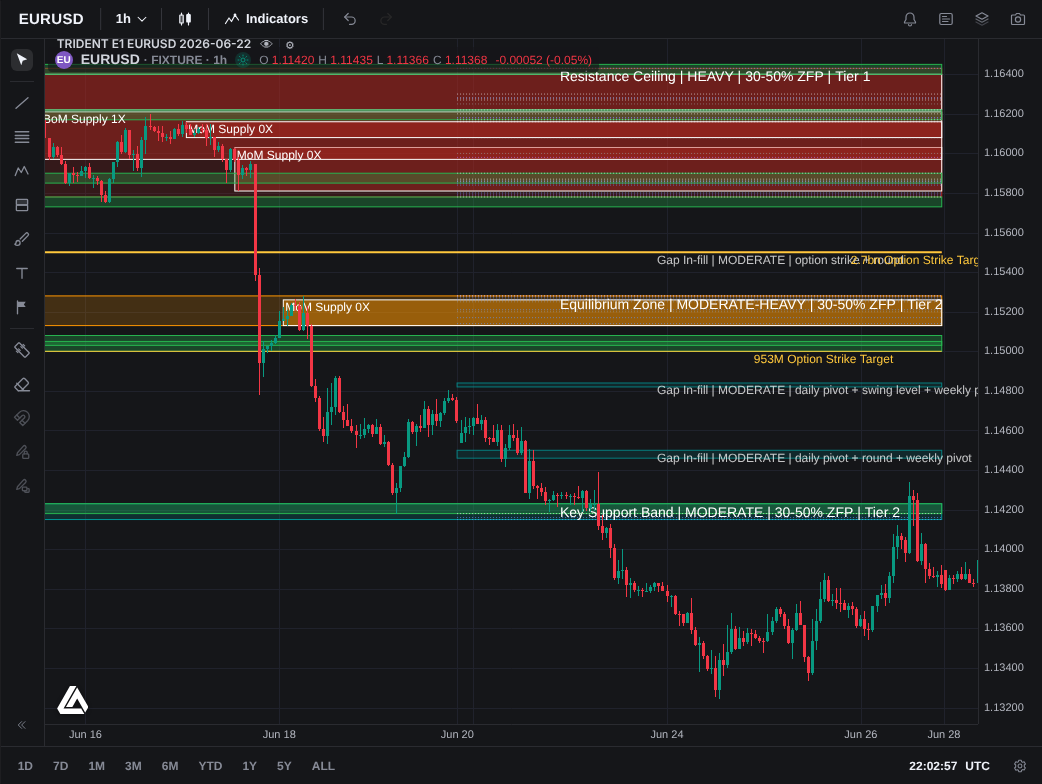 EURUSD 1h Indicators
TRIDENT E1 EURUSD 2026-06-22
EU EURUSD · FIXTURE · 1h O 1.11420 H 1.11435 L 1.11366 C 1.11368 -0.00052 (-0.05%)
Resistance Ceiling | HEAVY | 30-50% ZFP | Tier 1
BoM Supply 1X
MoM Supply 0X
MoM Supply 0X
Gap In-fill | MODERATE | option strike + round
2.7bn Option Strike Targ
MoM Supply 0X
Equilibrium Zone | MODERATE-HEAVY | 30-50% ZFP | Tier 2
953M Option Strike Target
Gap In-fill | MODERATE | daily pivot + swing level + weekly p
Gap In-fill | MODERATE | daily pivot + round + weekly pivot
Key Support Band | MODERATE | 30-50% ZFP | Tier 2
1.16400
1.16200
1.16000
1.15800
1.15600
1.15400
1.15200
1.15000
1.14800
1.14600
1.14400
1.14200
1.14000
1.13800
1.13600
1.13400
1.13200
Jun 16 Jun 18 Jun 20 Jun 24 Jun 26 Jun 28
1D 7D 1M 3M 6M YTD 1Y 5Y ALL 22:02:57 UTC